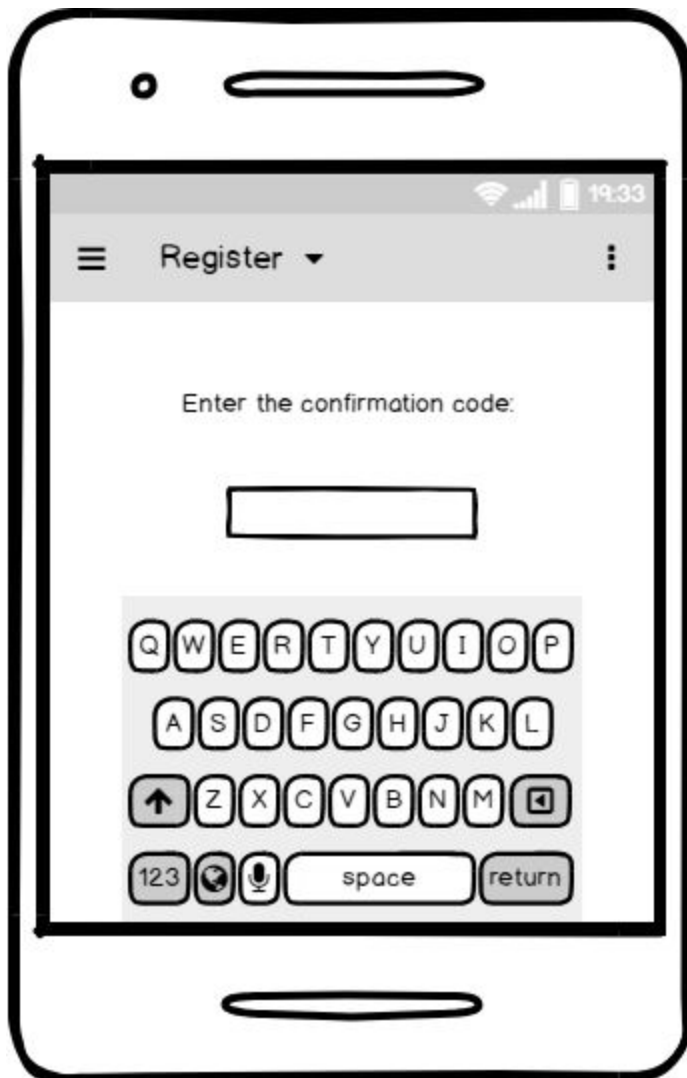 19:33
Register
Enter the confirmation code:
Q W E R T Y U I O P
A S D F G H J K L
Z X C V B N M
123 space return